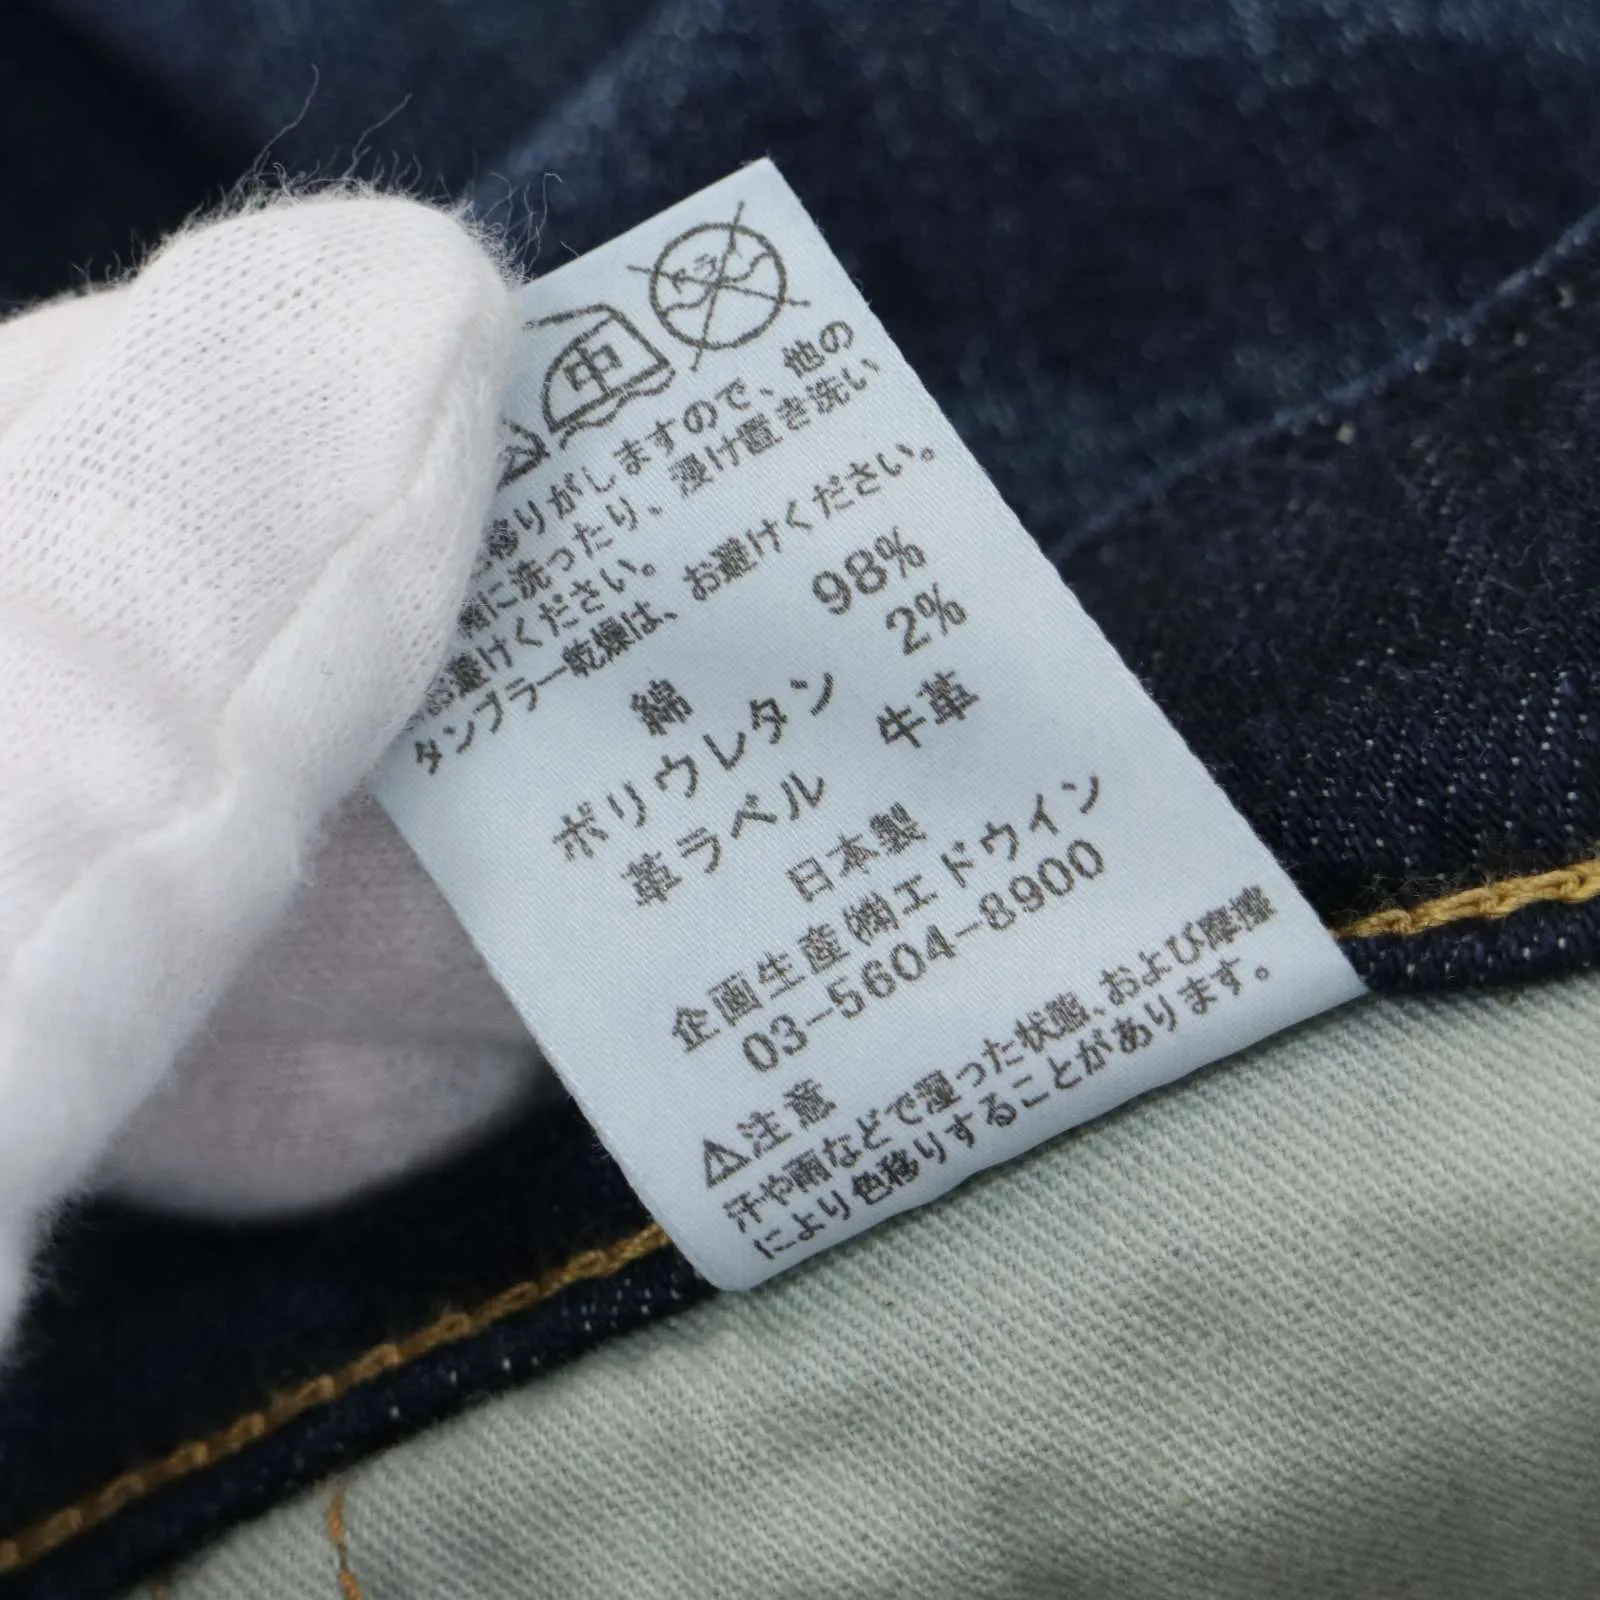 ドライ
中
移りがしますので、他の
に洗ったり、浸け置き洗い
避けください。
タンブラー乾燥は、お避けください。
綿 98%
ポリウレタン 2%
革ラベル 牛革
日本製
企画生産㈱エドウイン
03-5604-8900
⚠注意
汗や雨などで湿った状態、および摩擦
により色移りすることがあります。